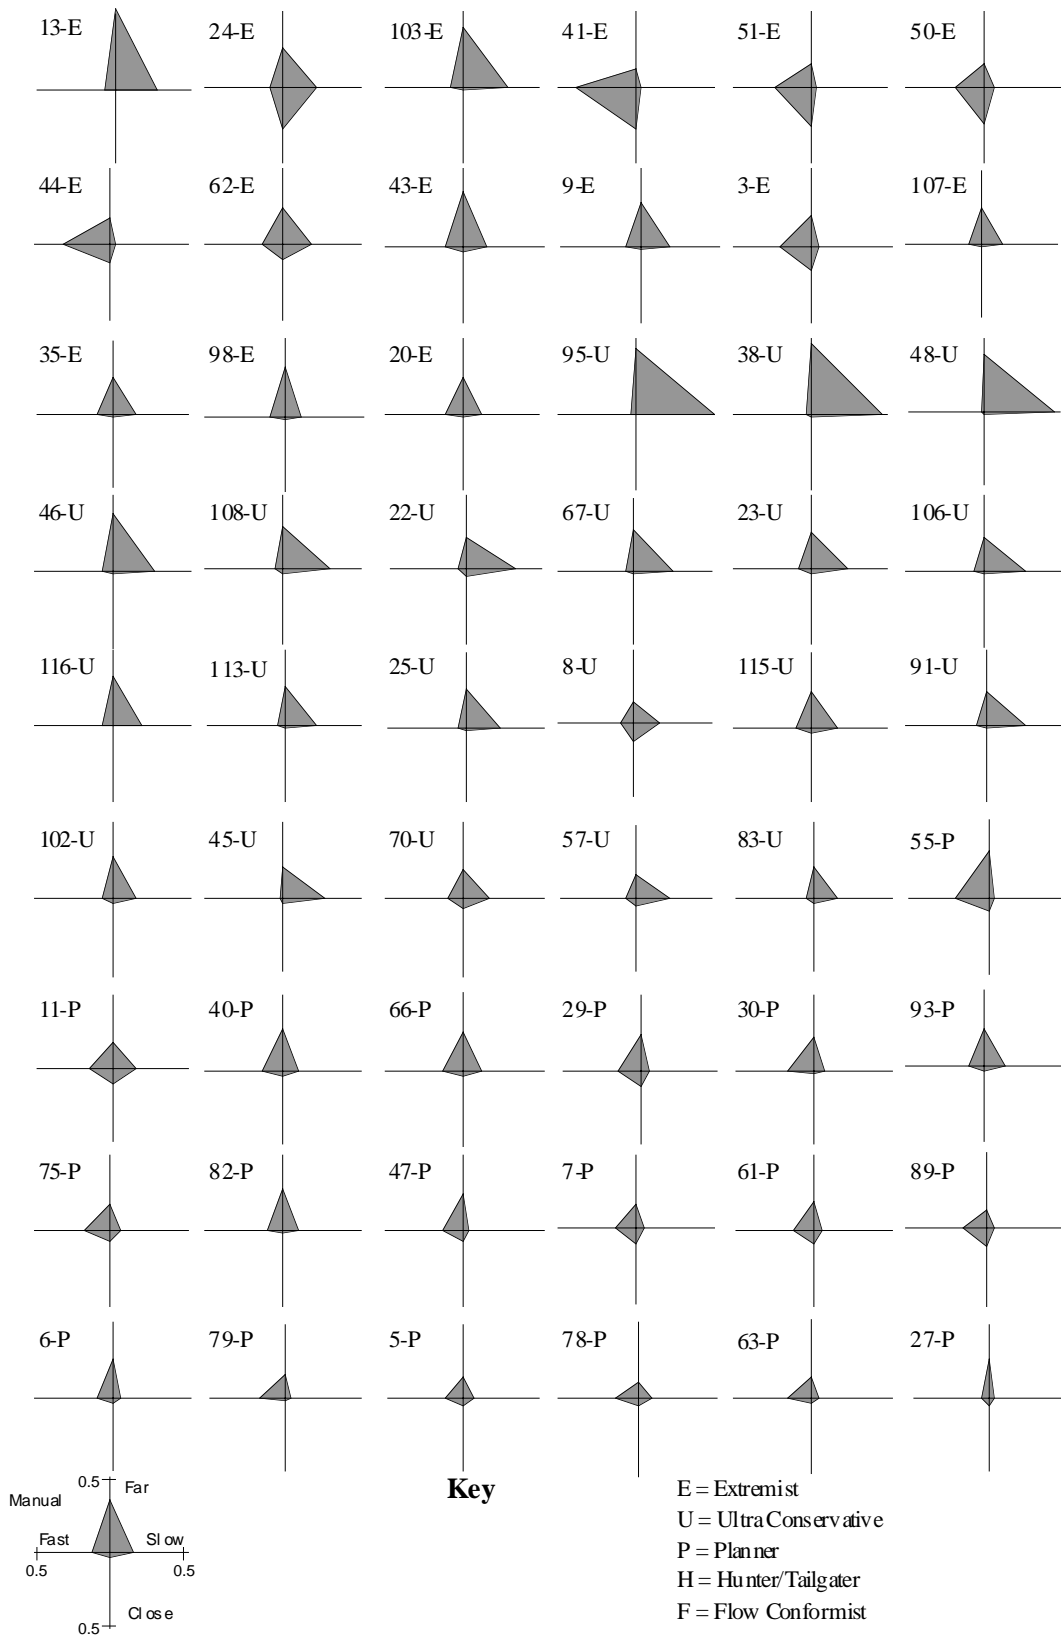 13-E 24-E 103-E 41-E 51-E 50-E
44-E 62-E 43-E 9-E 3-E 107-E
35-E 98-E 20-E 95-U 38-U 48-U
46-U 108-U 22-U 67-U 23-U 106-U
116-U 113-U 25-U 8-U 115-U 91-U
102-U 45-U 70-U 57-U 83-U 55-P
11-P 40-P 66-P 29-P 30-P 93-P
75-P 82-P 47-P 7-P 61-P 89-P
6-P 79-P 5-P 78-P 63-P 27-P
0.5 Far
Manual
Fast Slow
0.5 0.5
Close
0.5
Key
E = Extremist
U = Ultra Conservative
P = Planner
H = Hunter/Tailgater
F = Flow Conformist